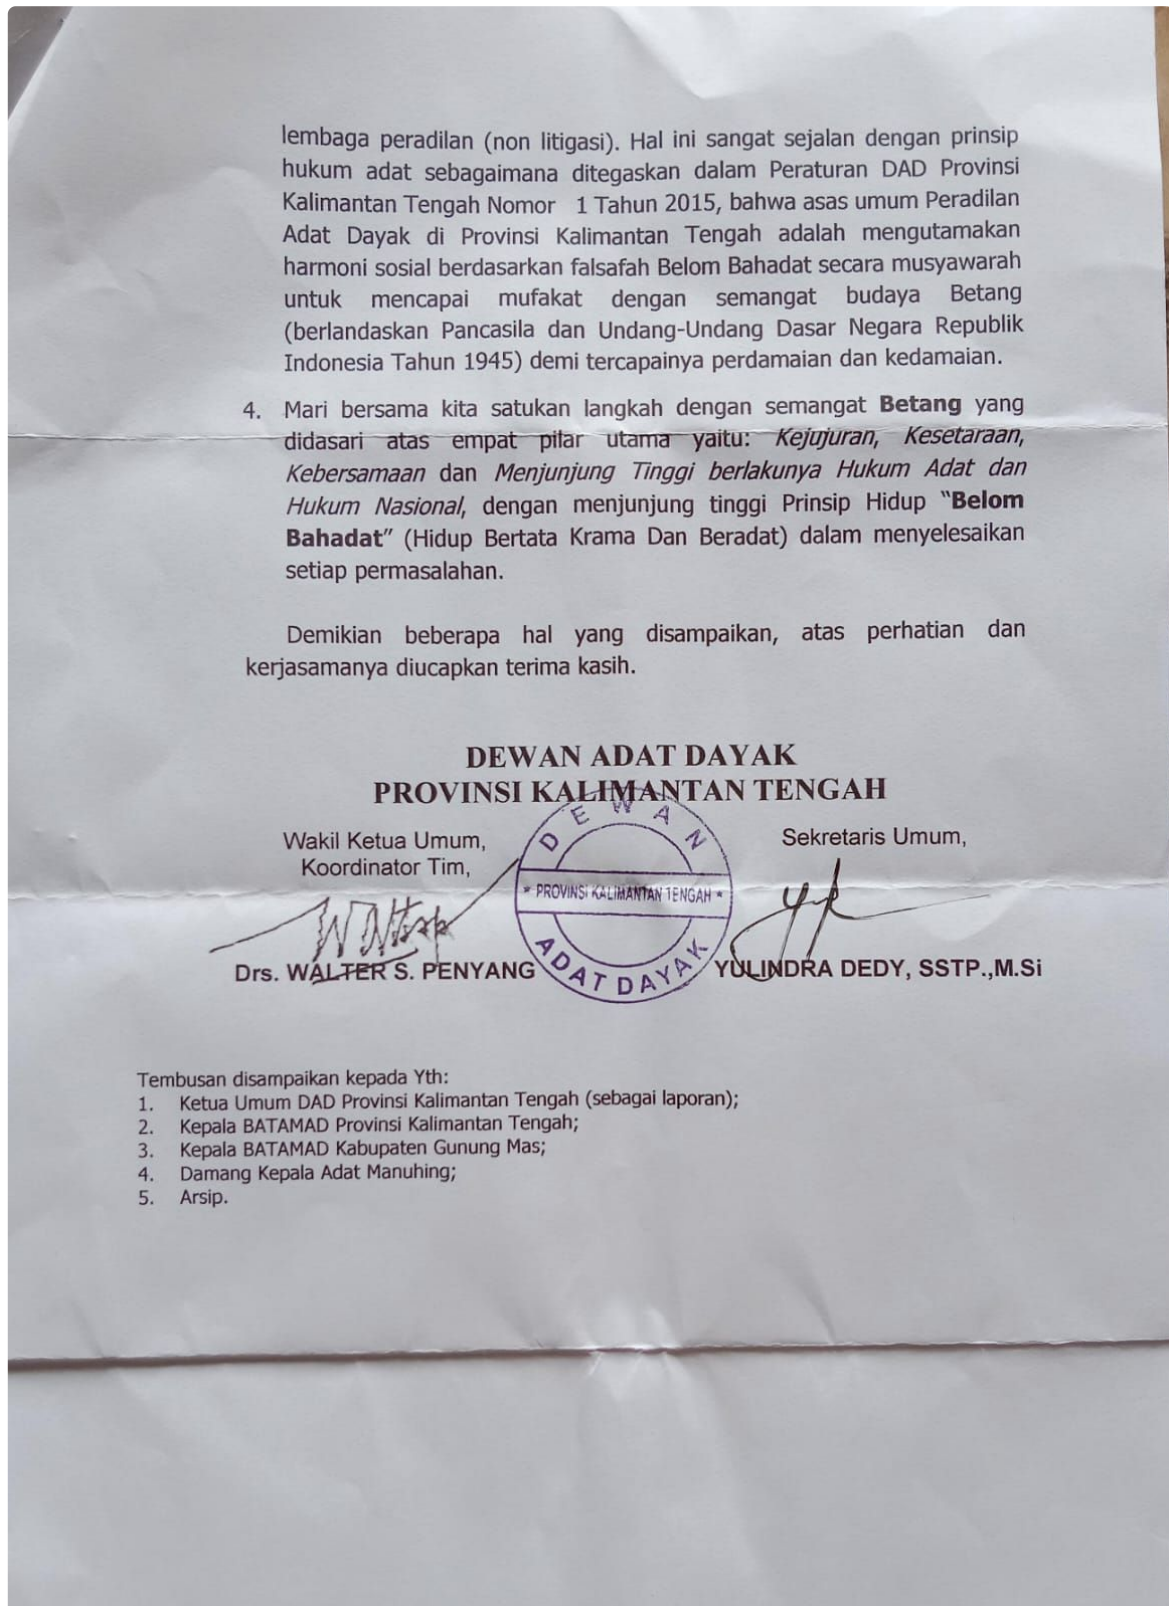 lembaga peradilan (non litigasi). Hal ini sangat sejalan dengan prinsip
hukum adat sebagaimana ditegaskan dalam Peraturan DAD Provinsi
Kalimantan Tengah Nomor 1 Tahun 2015, bahwa asas umum Peradilan
Adat Dayak di Provinsi Kalimantan Tengah adalah mengutamakan
harmoni sosial berdasarkan falsafah Belom Bahadat secara musyawarah
untuk mencapai mufakat dengan semangat budaya Betang
(berlandaskan Pancasila dan Undang-Undang Dasar Negara Republik
Indonesia Tahun 1945) demi tercapainya perdamaian dan kedamaian.
4. Mari bersama kita satukan langkah dengan semangat Betang yang
didasari atas empat pilar utama yaitu: Kejujuran, Kesetaraan,
Kebersamaan dan Menjunjung Tinggi berlakunya Hukum Adat dan
Hukum Nasional, dengan menjunjung tinggi Prinsip Hidup “Belom
Bahadat” (Hidup Bertata Krama Dan Beradat) dalam menyelesaikan
setiap permasalahan.
Demikian beberapa hal yang disampaikan, atas perhatian dan
kerjasamanya diucapkan terima kasih.
DEWAN ADAT DAYAK
PROVINSI KALIMANTAN TENGAH
Wakil Ketua Umum,
Koordinator Tim,
Sekretaris Umum,
DEWAN
* PROVINSI KALIMANTAN TENGAH *
ADAT DAYAK
Drs. WALTER S. PENYANG
YULINDRA DEDY, SSTP.,M.Si
Tembusan disampaikan kepada Yth:
1. Ketua Umum DAD Provinsi Kalimantan Tengah (sebagai laporan);
2. Kepala BATAMAD Provinsi Kalimantan Tengah;
3. Kepala BATAMAD Kabupaten Gunung Mas;
4. Damang Kepala Adat Manuhing;
5. Arsip.